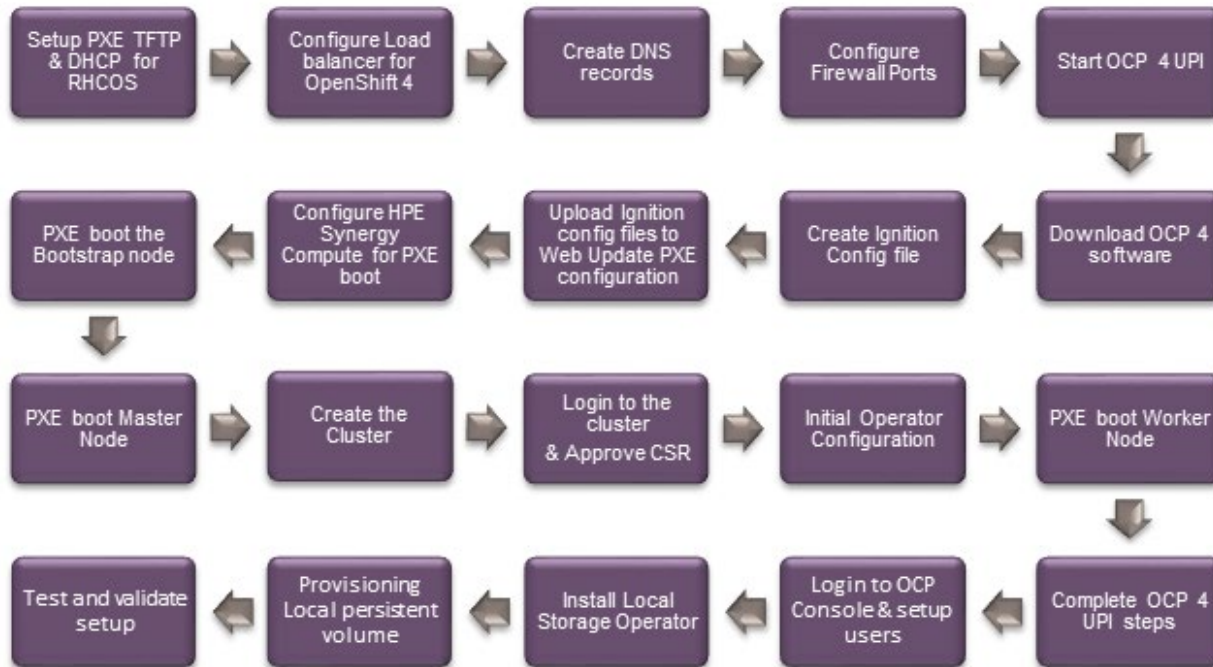 Setup PXE TFTP
& DHCP for
RHCOS
Configure Load
balancer for
OpenShift 4
Create DNS
records
Configure
Firewall Ports
Start OCP 4 UPI
Download OCP 4
software
Create Ignition
Config file
Upload Ignition
config files to
Web Update PXE
configuration
Configure HPE
Synergy
Compute for PXE
boot
PXE boot the
Bootstrap node
PXE boot Master
Node
Create the
Cluster
Login to the
cluster
& Approve CSR
Initial Operator
Configuration
PXE boot Worker
Node
Complete OCP 4
UPI steps
Login to OCP
Console & setup
users
Install Local
Storage Operator
Provisioning
Local persistent
volume
Test and validate
setup